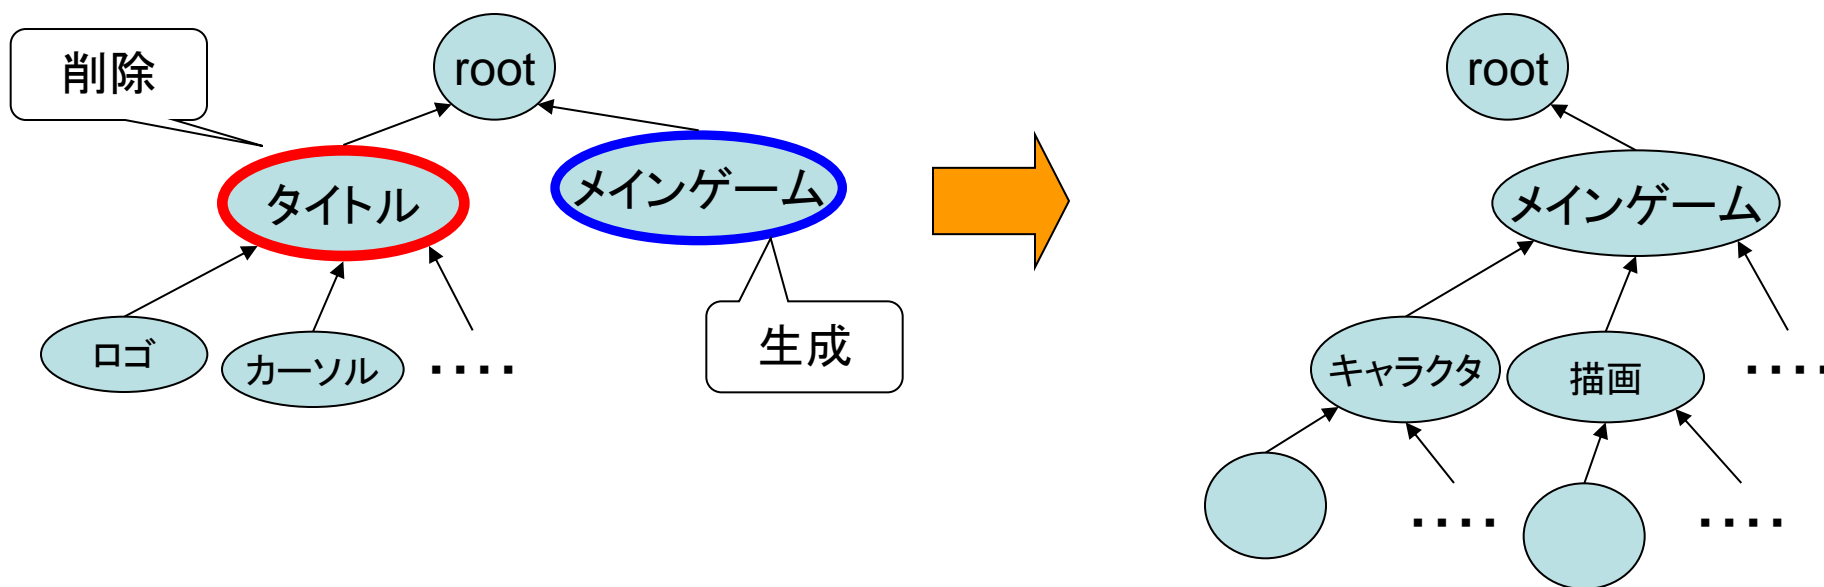 削除
root
タイトル
メインゲーム
ロゴ
カーソル
‥‥
生成
root
メインゲーム
キャラクタ
描画
‥‥
‥‥
‥‥